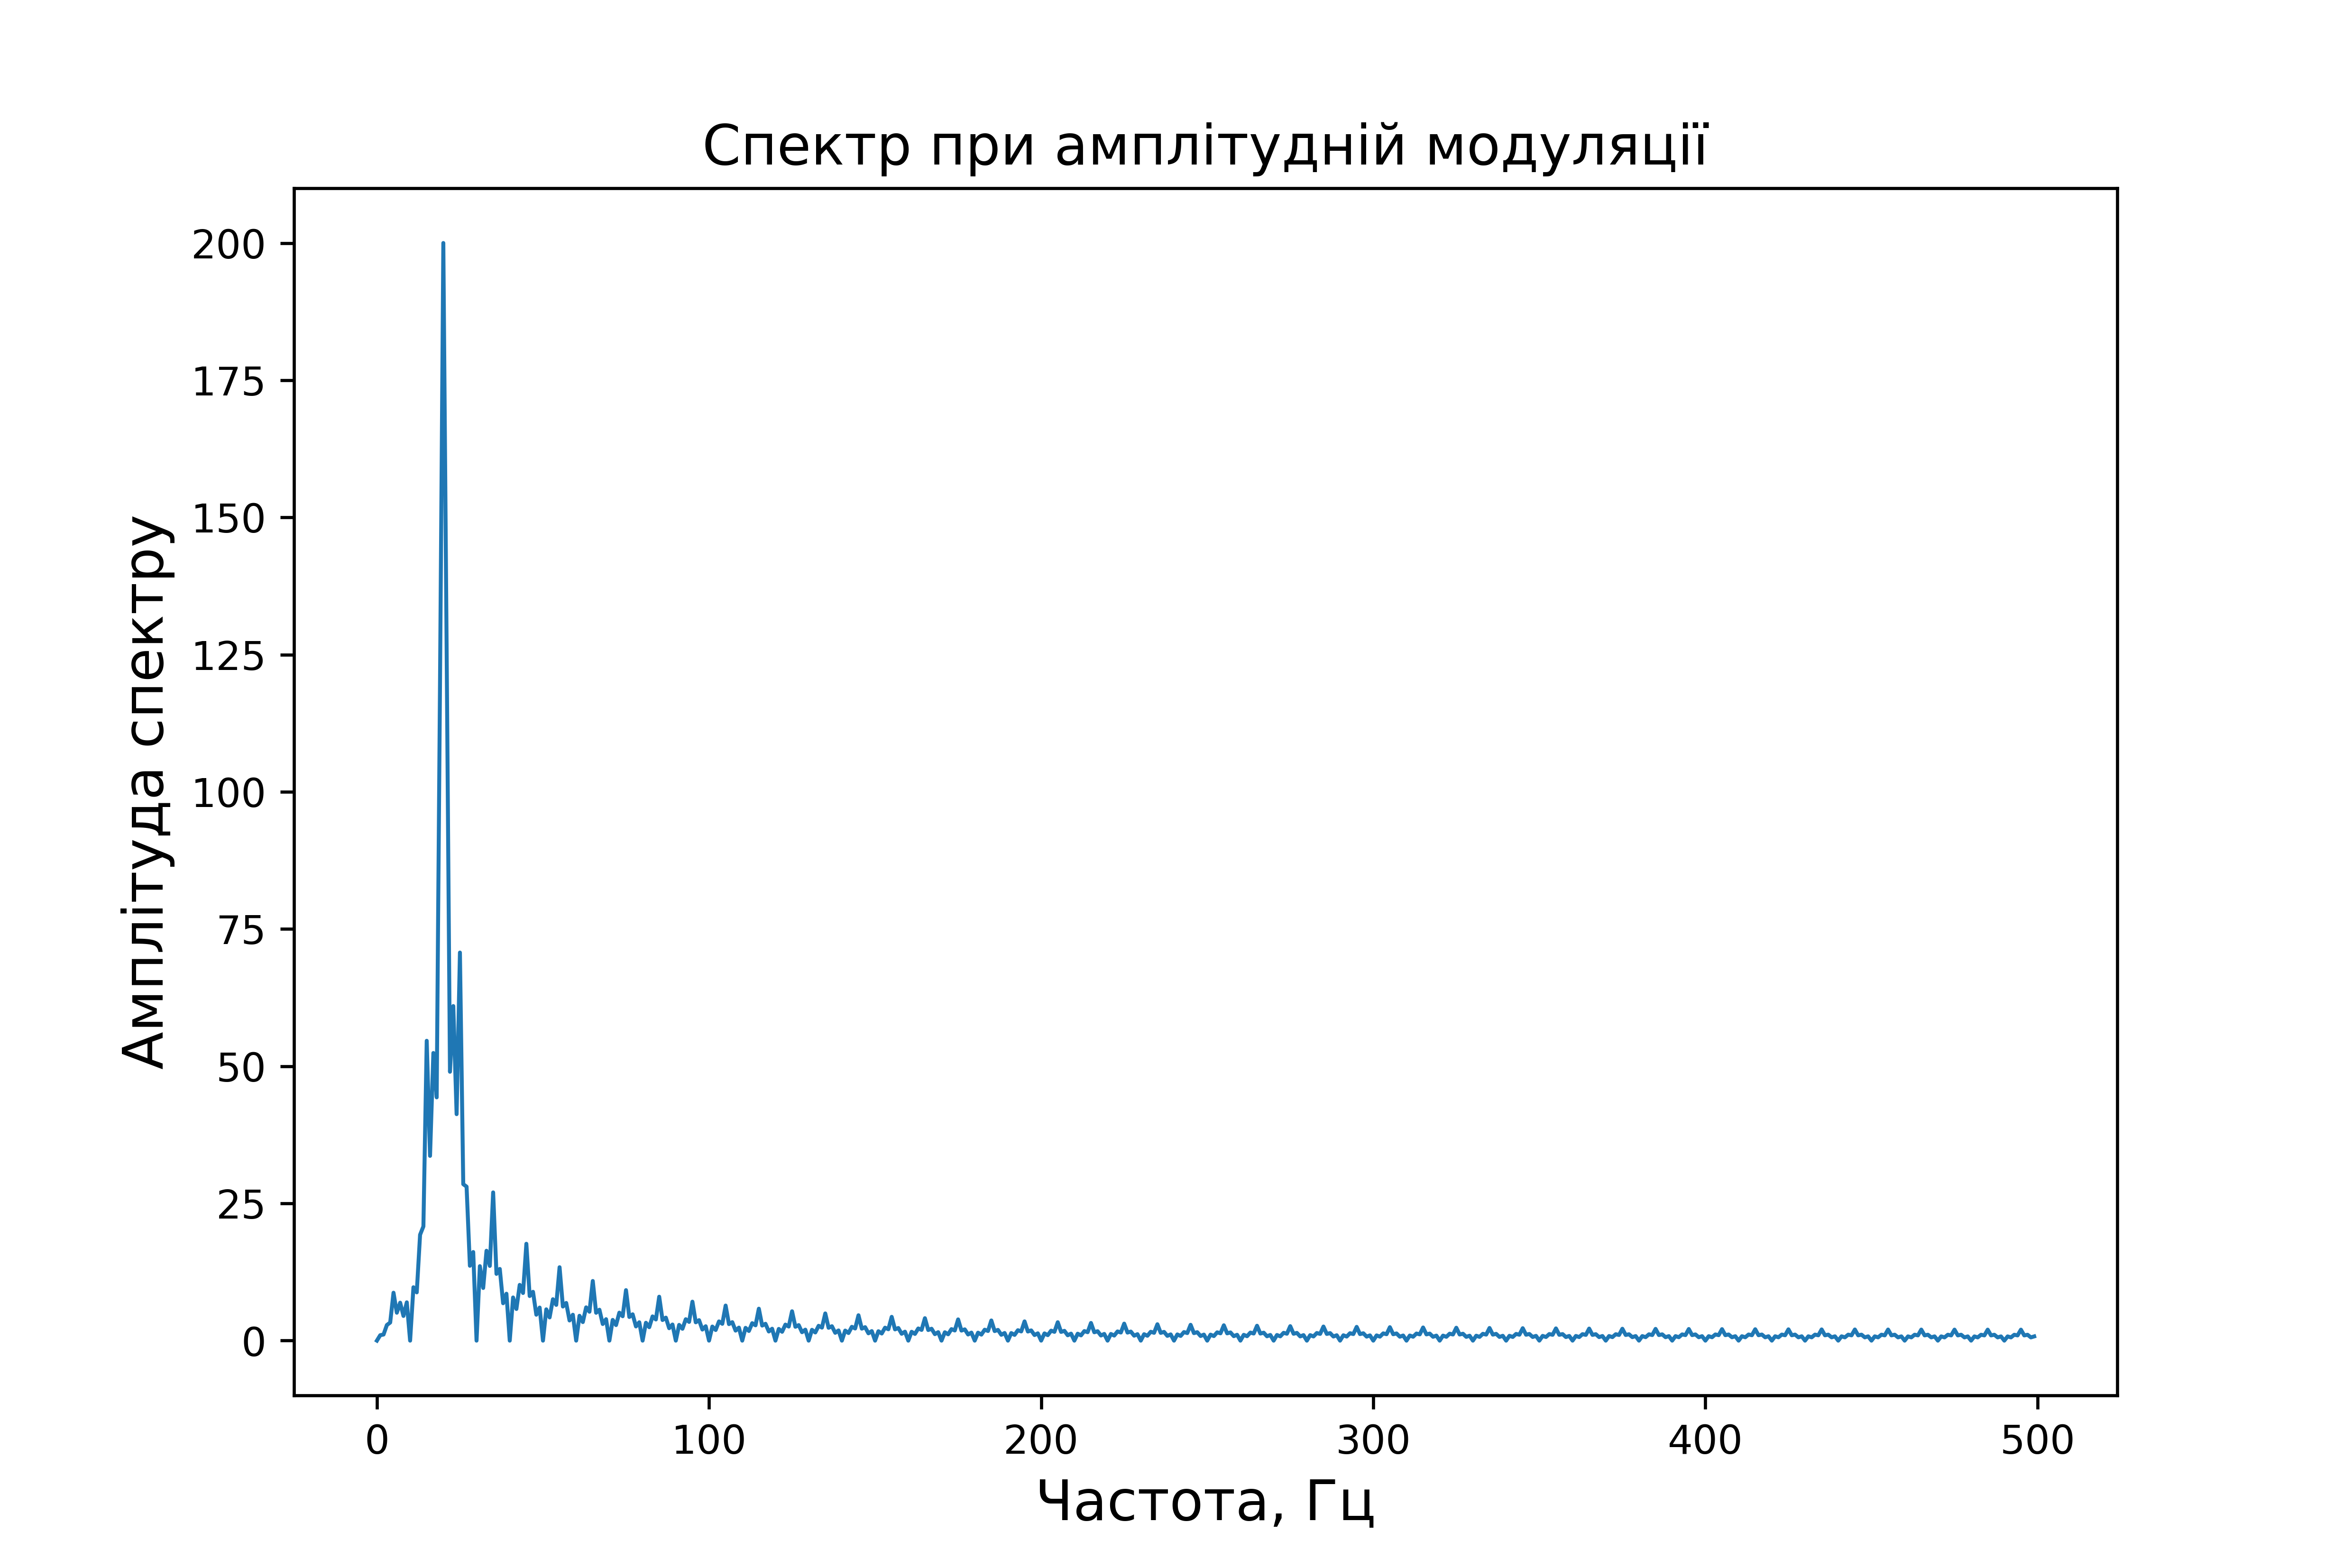 Спектр при амплітудній модуляції
Амплітуда спектру
200
175
150
125
100
75
50
25
0
0 100 200 300 400 500
Частота, Гц